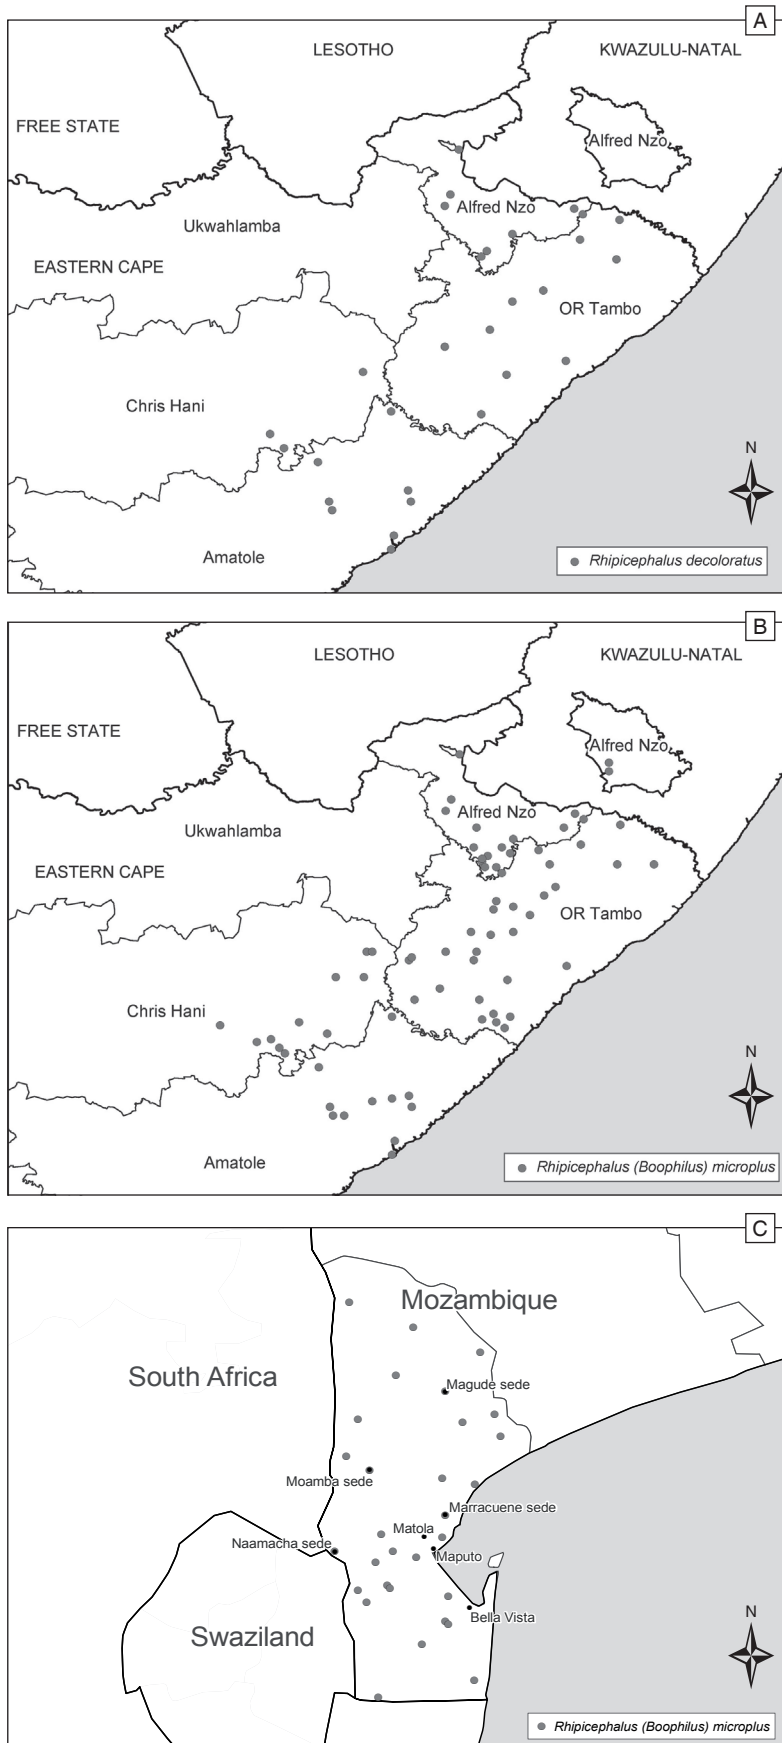 A
LESOTHO
KWAZULU-NATAL
FREE STATE
Alfred Nzo
Alfred Nzo
Ukwahlamba
EASTERN CAPE
OR Tambo
Chris Hani
N
Amatole
Rhipicephalus decoloratus
B
LESOTHO
KWAZULU-NATAL
FREE STATE
Alfred Nzo
Alfred Nzo
Ukwahlamba
EASTERN CAPE
OR Tambo
Chris Hani
N
Amatole
Rhipicephalus (Boophilus) microplus
C
Mozambique
South Africa
Magude sede
Moamba sede
Marracuene sede
Matola
Naamacha sede
Maputo
Bella Vista
N
Swaziland
Rhipicephalus (Boophilus) microplus